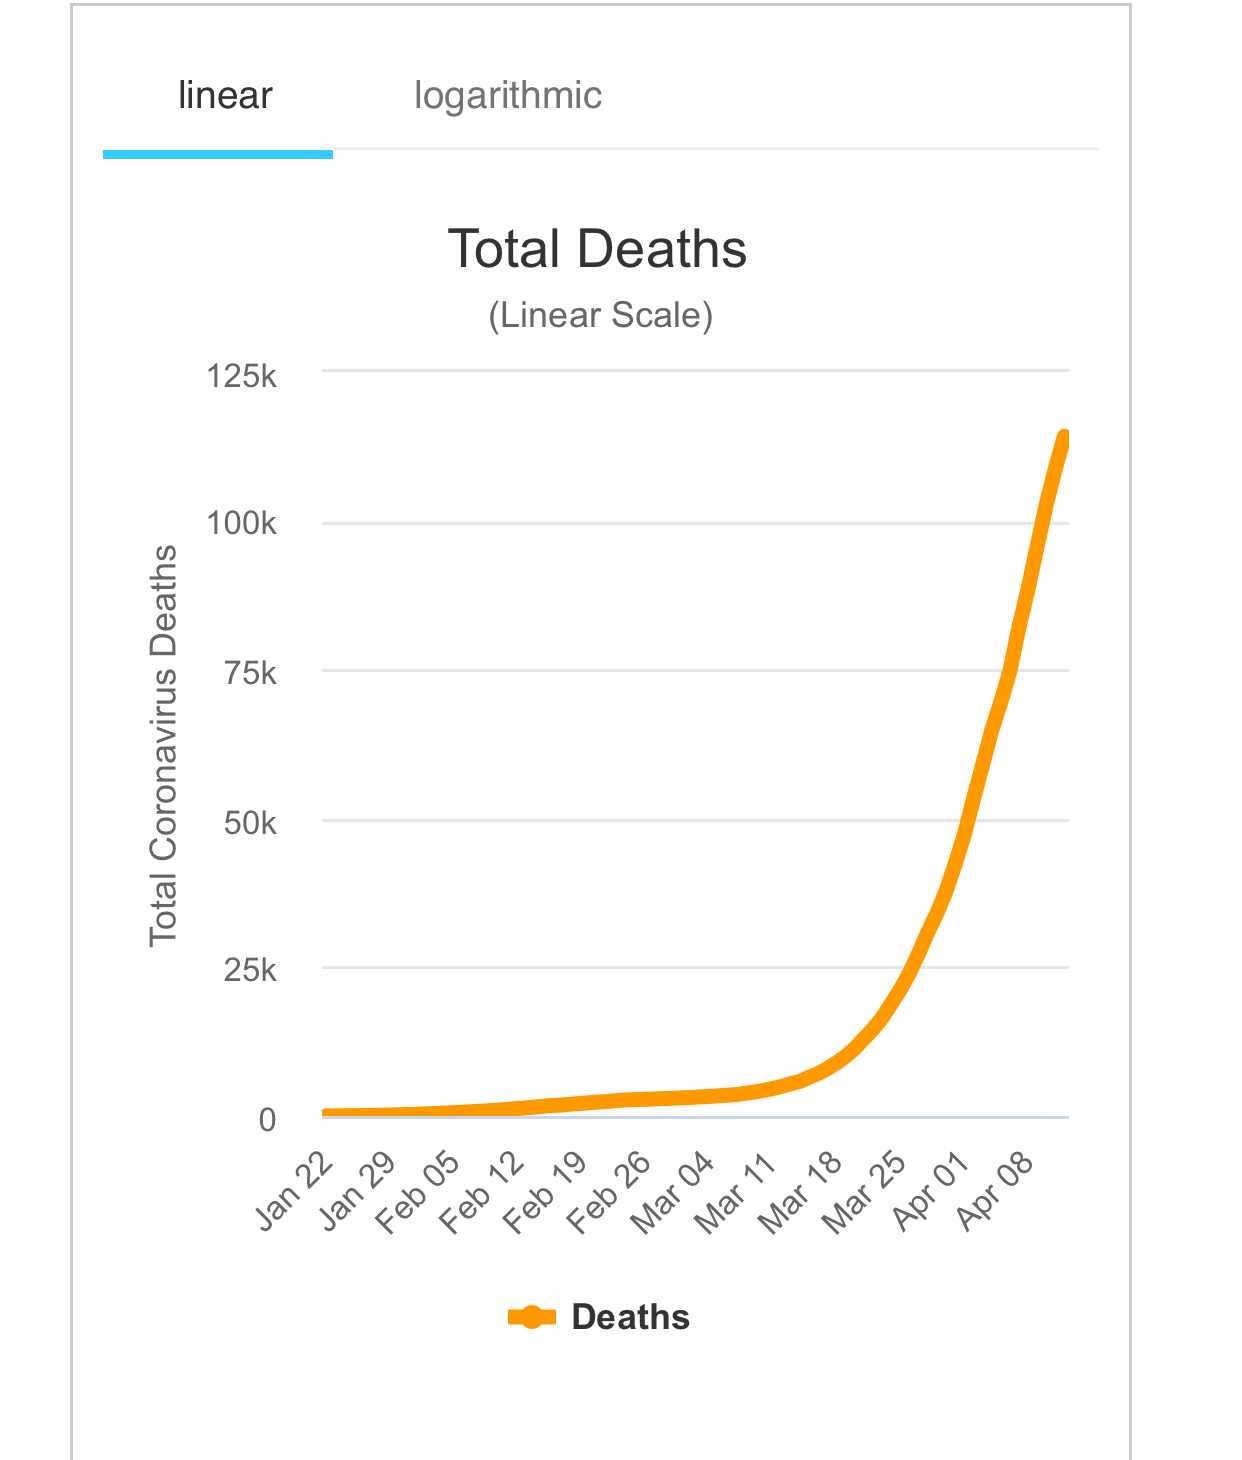 linear logarithmic
Total Deaths
(Linear Scale)
Total Coronavirus Deaths
125k
100k
75k
50k
25k
0
Jan 22
Jan 29
Feb 05
Feb 12
Feb 19
Feb 26
Mar 04
Mar 11
Mar 18
Mar 25
Apr 01
Apr 08
Deaths